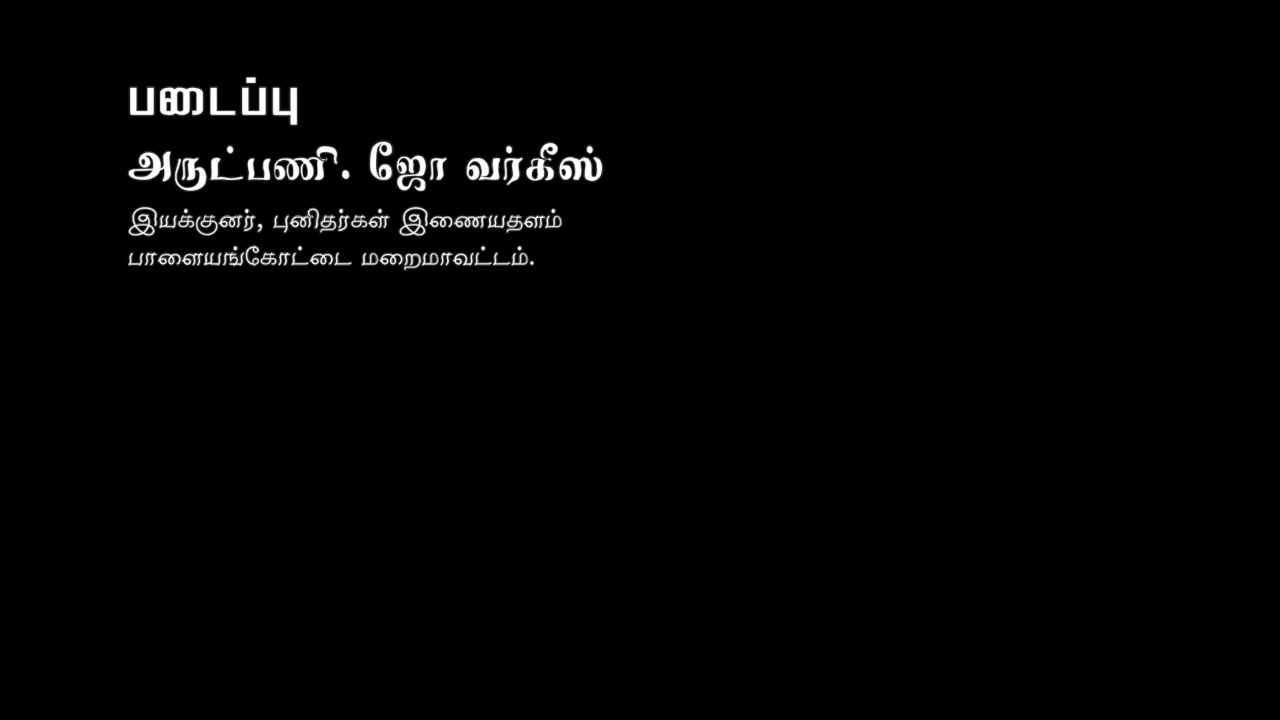 படைப்பு
அருட்பணி. ஜோ வர்கீஸ்
இயக்குனர், புனிதர்கள் இணையதளம்
பாளையங்கோட்டை மறைமாவட்டம்.